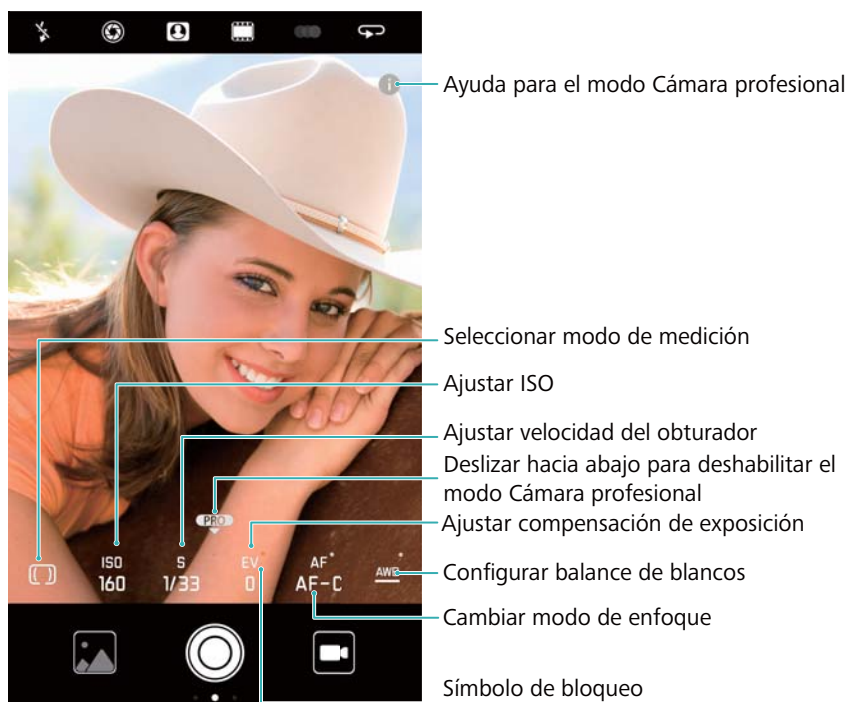 Ayuda para el modo Cámara profesional
Seleccionar modo de medición
Ajustar ISO
Ajustar velocidad del obturador
Deslizar hacia abajo para deshabilitar el
modo Cámara profesional
PRO
Ajustar compensación de exposición
ISO S EV AF AWB
160 1/33 0 AF-C
Configurar balance de blancos
Cambiar modo de enfoque
Símbolo de bloqueo